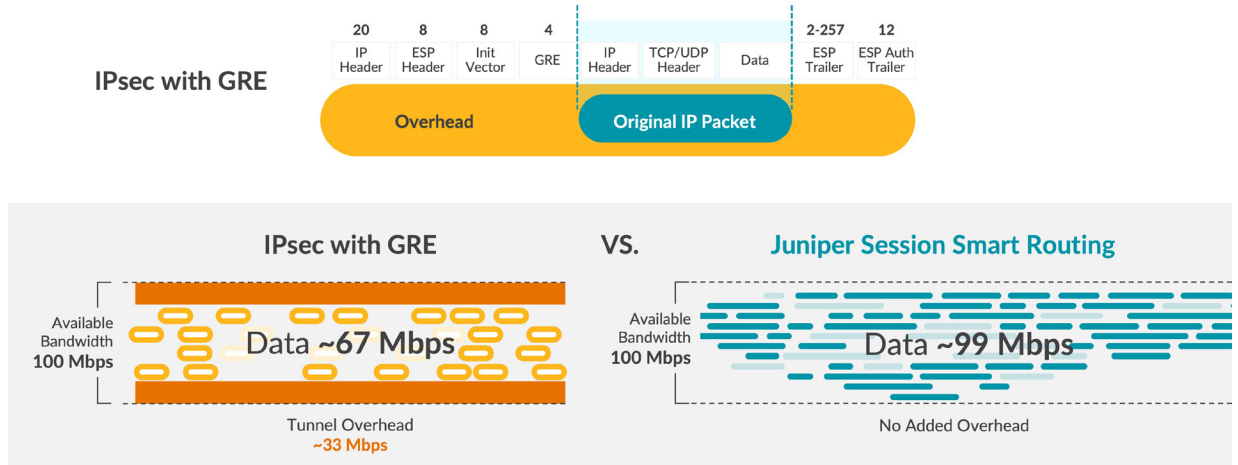 20 8 8 4 2-257 12
IP Header
ESP Header
Init Vector
GRE
IP Header
TCP/UDP Header
Data
ESP Trailer
ESP Auth Trailer
IPsec with GRE
Overhead
Original IP Packet
IPsec with GRE
VS.
Juniper Session Smart Routing
Available
Bandwidth
100 Mbps
Data ~67 Mbps
Tunnel Overhead
~33 Mbps
Available
Bandwidth
100 Mbps
Data ~99 Mbps
No Added Overhead